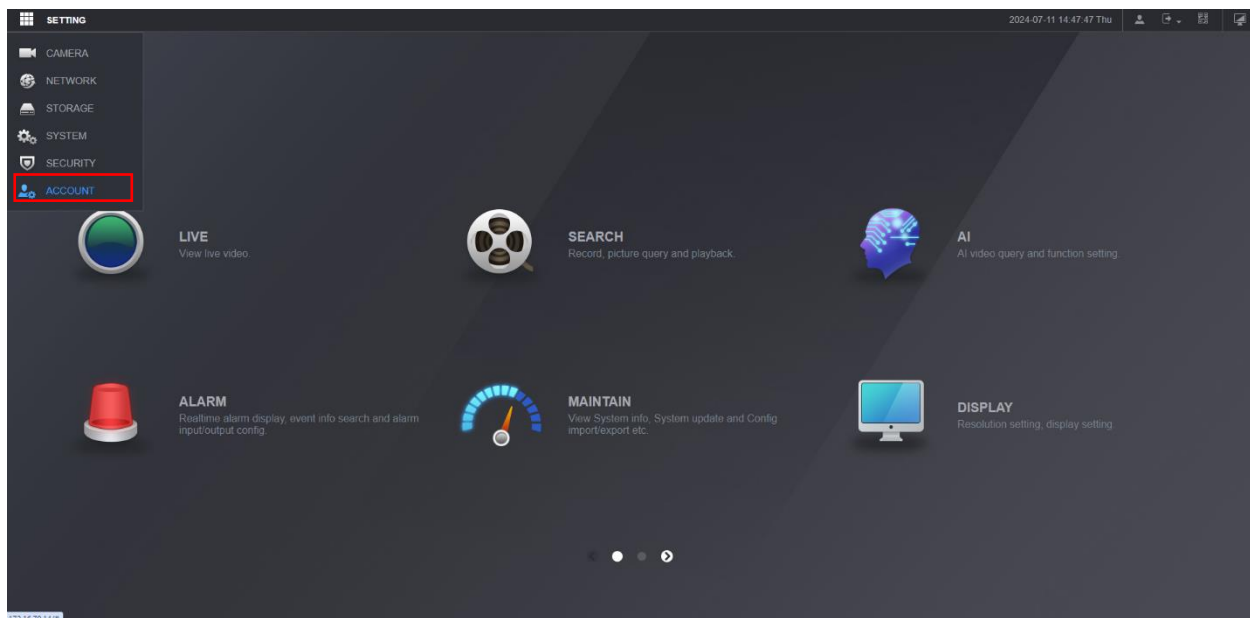 SETTING
2024-07-11 14:47:47 Thu
CAMERA
NETWORK
STORAGE
SYSTEM
SECURITY
ACCOUNT
LIVE
View live video.
SEARCH
Record, picture query and playback.
AI
AI video query and function setting
ALARM
Realtime alarm display, event info search and alarm
input/output config.
MAINTAIN
View System info, System update and Config
import/export etc.
DISPLAY
Resolution setting, display setting.